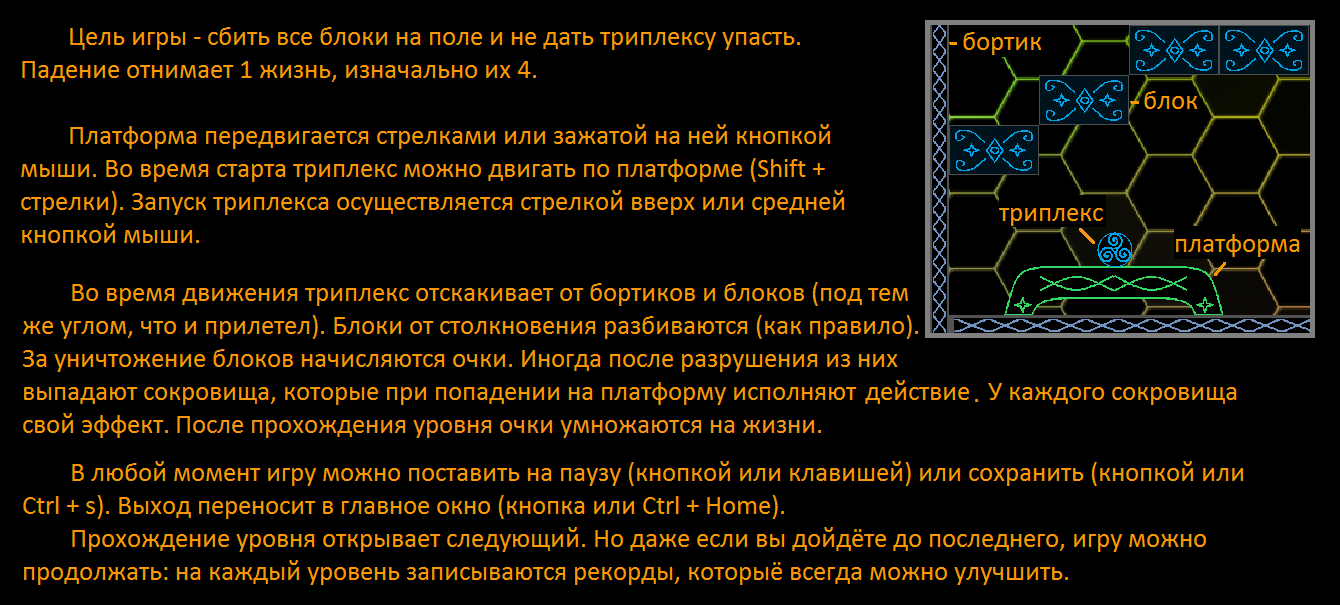 Цель игры - сбить все блоки на поле и не дать триплексу упасть.
Падение отнимает 1 жизнь, изначально их 4.
Платформа передвигается стрелками или зажатой на ней кнопкой
мыши. Во время старта триплекс можно двигать по платформе (Shift +
стрелки). Запуск триплекса осуществляется стрелкой вверх или средней
кнопкой мыши.
- бортик
- блок
триплекс
платформа
Во время движения триплекс отскакивает от бортиков и блоков (под тем
же углом, что и прилетел). Блоки от столкновения разбиваются (как правило).
За уничтожение блоков начисляются очки. Иногда после разрушения из них
выпадают сокровища, которые при попадении на платформу исполняют действие. У каждого сокровища
свой эффект. После прохождения уровня очки умножаются на жизни.
В любой момент игру можно поставить на паузу (кнопкой или клавишей) или сохранить (кнопкой или
Ctrl + s). Выход переносит в главное окно (кнопка или Ctrl + Home).
Прохождение уровня открывает следующий. Но даже если вы дойдёте до последнего, игру можно
продолжать: на каждый уровень записываются рекорды, которыё всегда можно улучшить.